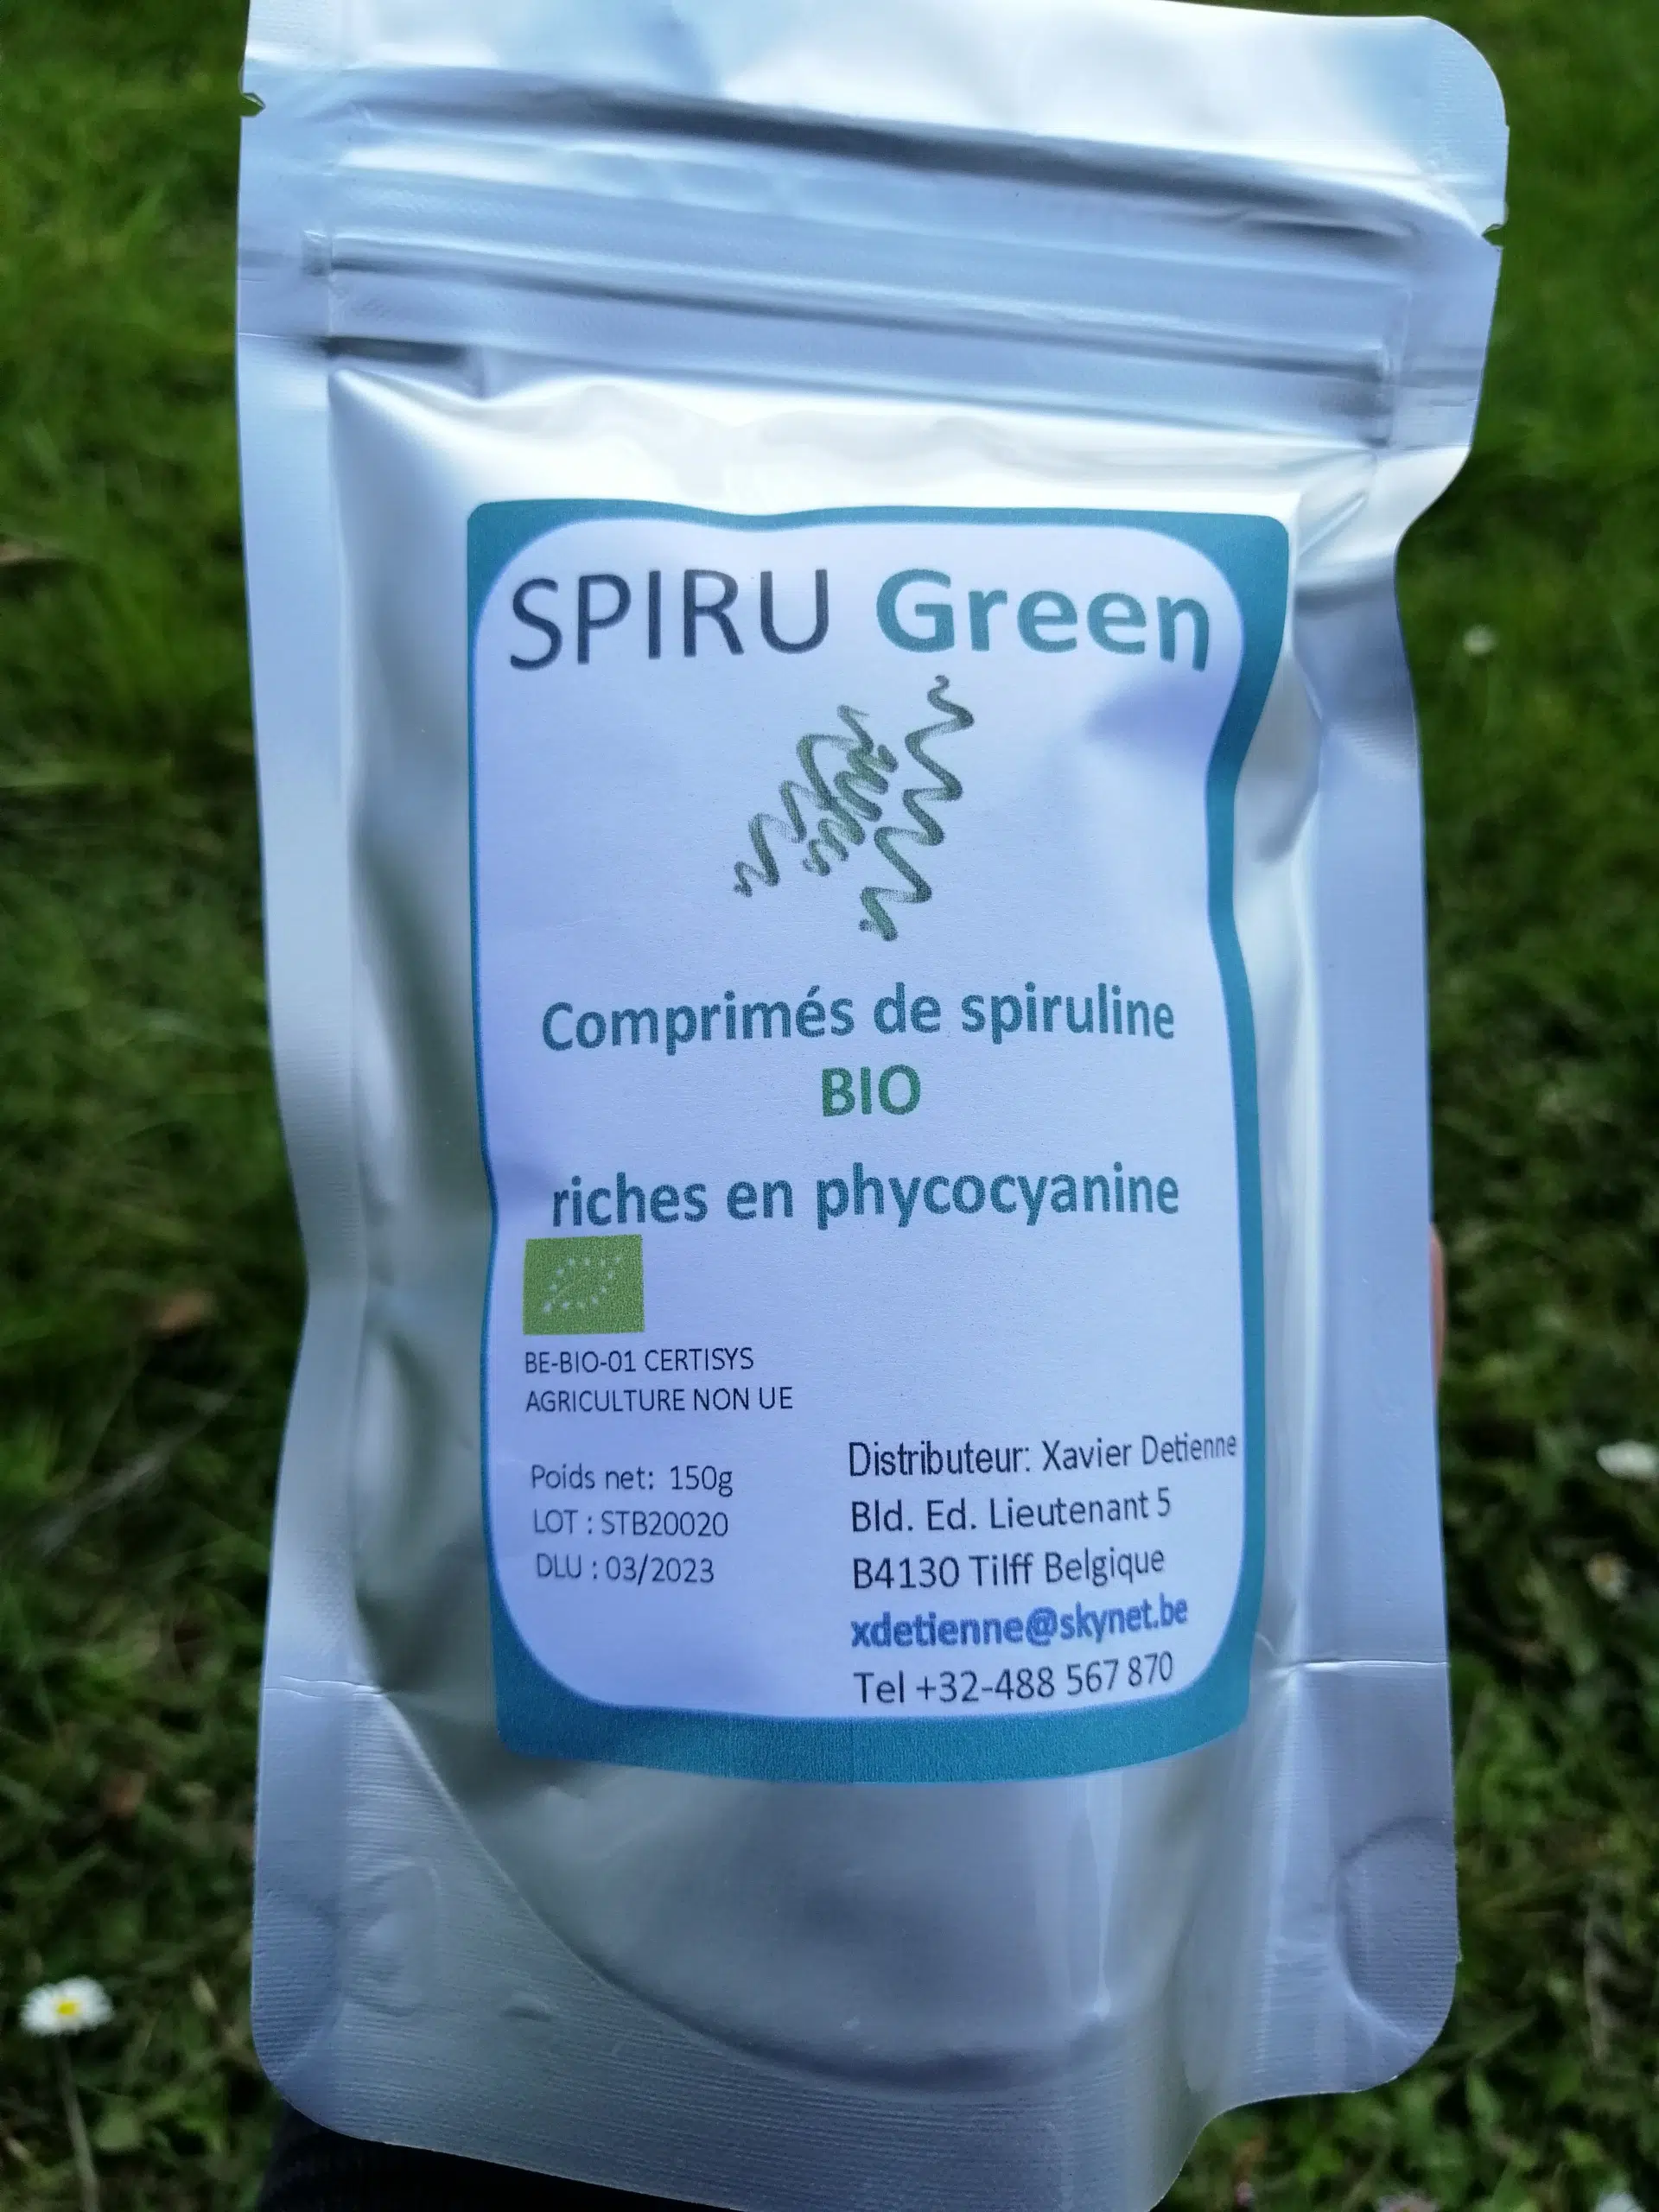 SPIRU Green
Comprimés de spiruline
BIO
riches en phycocyanine
BE-BIO-01 CERTISYS
AGRICULTURE NON UE
Poids net: 150g
LOT : STB20020
DLU : 03/2023
Distributeur: Xavier Detienne
Bld. Ed. Lieutenant 5
B4130 Tilff Belgique
xdetienne@skynet.be
Tel +32-488 567 870